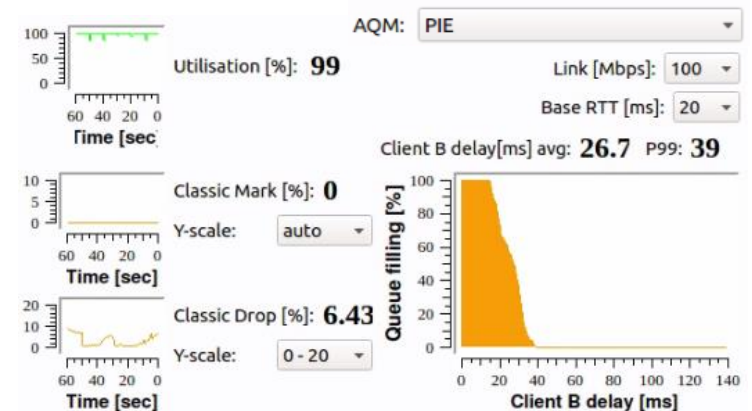 AQM: PIE
100
50
0
Utilisation [%]: 99
60 40 20 0
Time [sec]
Link [Mbps]: 100
Base RTT [ms]: 20
Client B delay[ms] avg: 26.7 P99: 39
10
5
0
Classic Mark [%]: 0
Y-scale: auto
60 40 20 0
Time [sec]
20
10
0
Classic Drop [%]: 6.43
Y-scale: 0 - 20
60 40 20 0
Time [sec]
Queue filling [%]
100
80
60
40
20
0
0 20 40 60 80 100 120 140
Client B delay [ms]